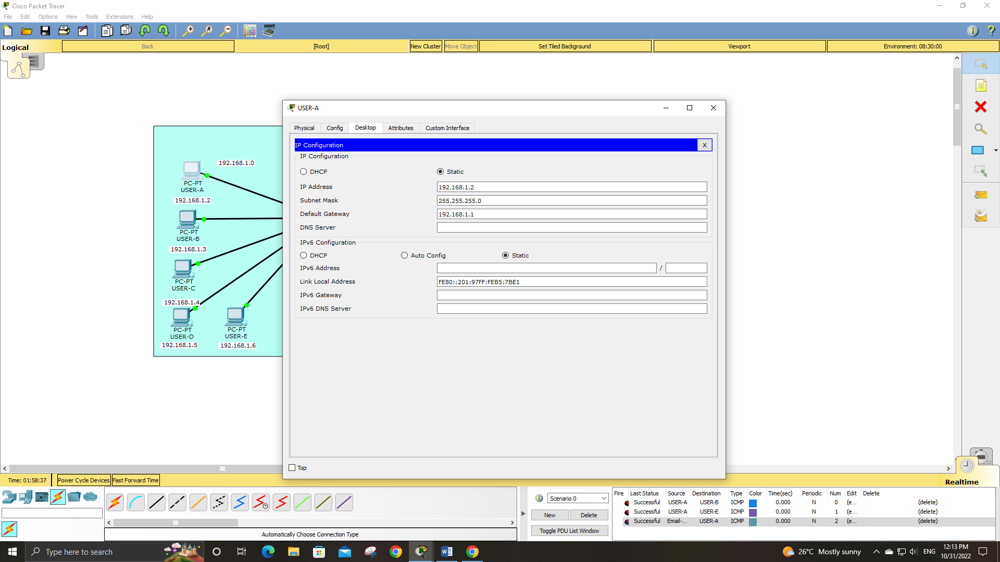 Cisco Packet Tracer
File Edit Options View Tools Extensions Help
Logical Back [Root] New Cluster Move Object Set Tiled Background Viewport Environment: 08:30:00
192.168.1.0
PC-PT
USER-A
192.168.1.2
PC-PT
USER-B
192.168.1.3
PC-PT
USER-C
192.168.1.4
PC-PT
USER-D
192.168.1.5
PC-PT
USER-E
192.168.1.6
USER-A
Physical Config Desktop Attributes Custom Interface
IP Configuration X
IP Configuration
DHCP Static
IP Address 192.168.1.2
Subnet Mask 255.255.255.0
Default Gateway 192.168.1.1
DNS Server
IPv6 Configuration
DHCP Auto Config Static
IPv6 Address /
Link Local Address FE80::201:97FF:FEB5:7BE1
IPv6 Gateway
IPv6 DNS Server
Top
Time: 01:58:37 Power Cycle Devices Fast Forward Time Realtime
Automatically Choose Connection Type
Scenario 0
New Delete
Toggle PDU List Window
Fire Last Status Source Destination Type Color Time(sec) Periodic Num Edit Delete
Successful USER-A USER-B ICMP 0.000 N 0 (e... (delete)
Successful USER-A USER-E ICMP 0.000 N 1 (e... (delete)
Successful Email-... USER-A ICMP 0.000 N 2 (e... (delete)
Type here to search
26°C Mostly sunny ENG 12:13 PM
10/31/2022